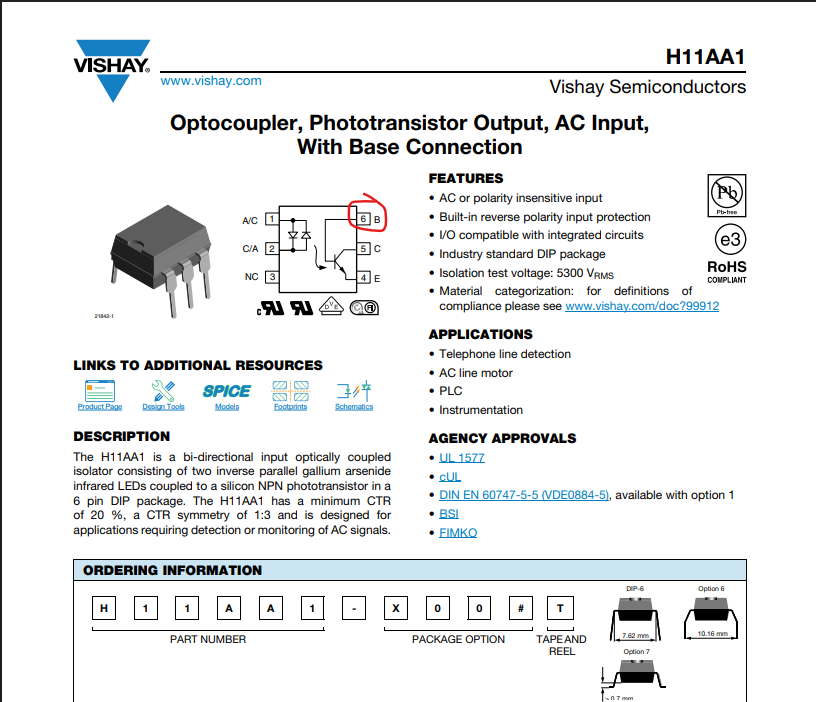 VISHAY®
www.vishay.com
H11AA1
Vishay Semiconductors
Optocoupler, Phototransistor Output, AC Input,
With Base Connection
21842-1
A/C 1
C/A 2
NC 3
6 B
5 C
4 E
DVE
LINKS TO ADDITIONAL RESOURCES
SPICE
Product Page
Design Tools
Models
Footprints
Schematics
DESCRIPTION
The H11AA1 is a bi-directional input optically coupled
isolator consisting of two inverse parallel gallium arsenide
infrared LEDs coupled to a silicon NPN phototransistor in a
6 pin DIP package. The H11AA1 has a minimum CTR
of 20 %, a CTR symmetry of 1:3 and is designed for
applications requiring detection or monitoring of AC signals.
FEATURES
• AC or polarity insensitive input
• Built-in reverse polarity input protection
• I/O compatible with integrated circuits
• Industry standard DIP package
• Isolation test voltage: 5300 VRMS
• Material categorization: for definitions of
compliance please see www.vishay.com/doc?99912
Pb
Pb-free
e3
RoHS
COMPLIANT
APPLICATIONS
• Telephone line detection
• AC line motor
• PLC
• Instrumentation
AGENCY APPROVALS
• UL 1577
• cUL
• DIN EN 60747-5-5 (VDE0884-5), available with option 1
• BSI
• FIMKO
ORDERING INFORMATION
H 1 1 A A 1 - X 0 0 # T
PART NUMBER
PACKAGE OPTION
TAPE AND
REEL
DIP-6
7.62 mm
Option 6
10.16 mm
Option 7